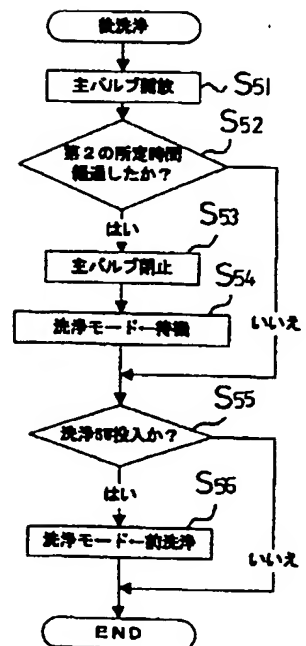 後洗浄
主バルブ開放
S51
S52
第2の所定時間
経過したか?
はい
S53
主バルブ閉止
S54
洗浄モード←待機
いいえ
S55
洗浄SW投入か?
はい
S56
洗浄モード←前洗浄
いいえ
END